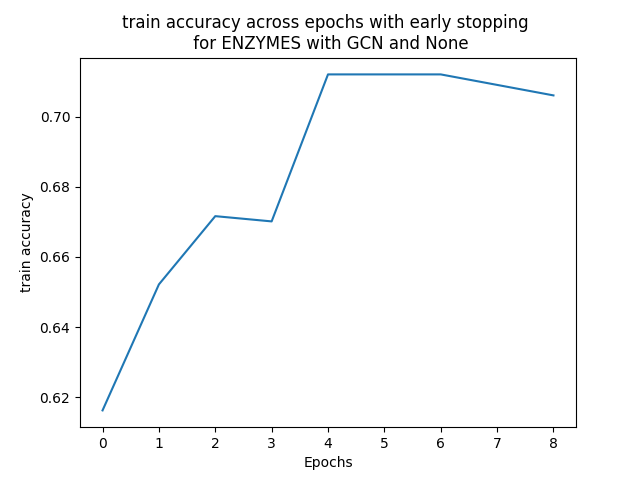 train accuracy across epochs with early stopping
for ENZYMES with GCN and None
train accuracy
0.70
0.68
0.66
0.64
0.62
0 1 2 3 4 5 6 7 8
Epochs